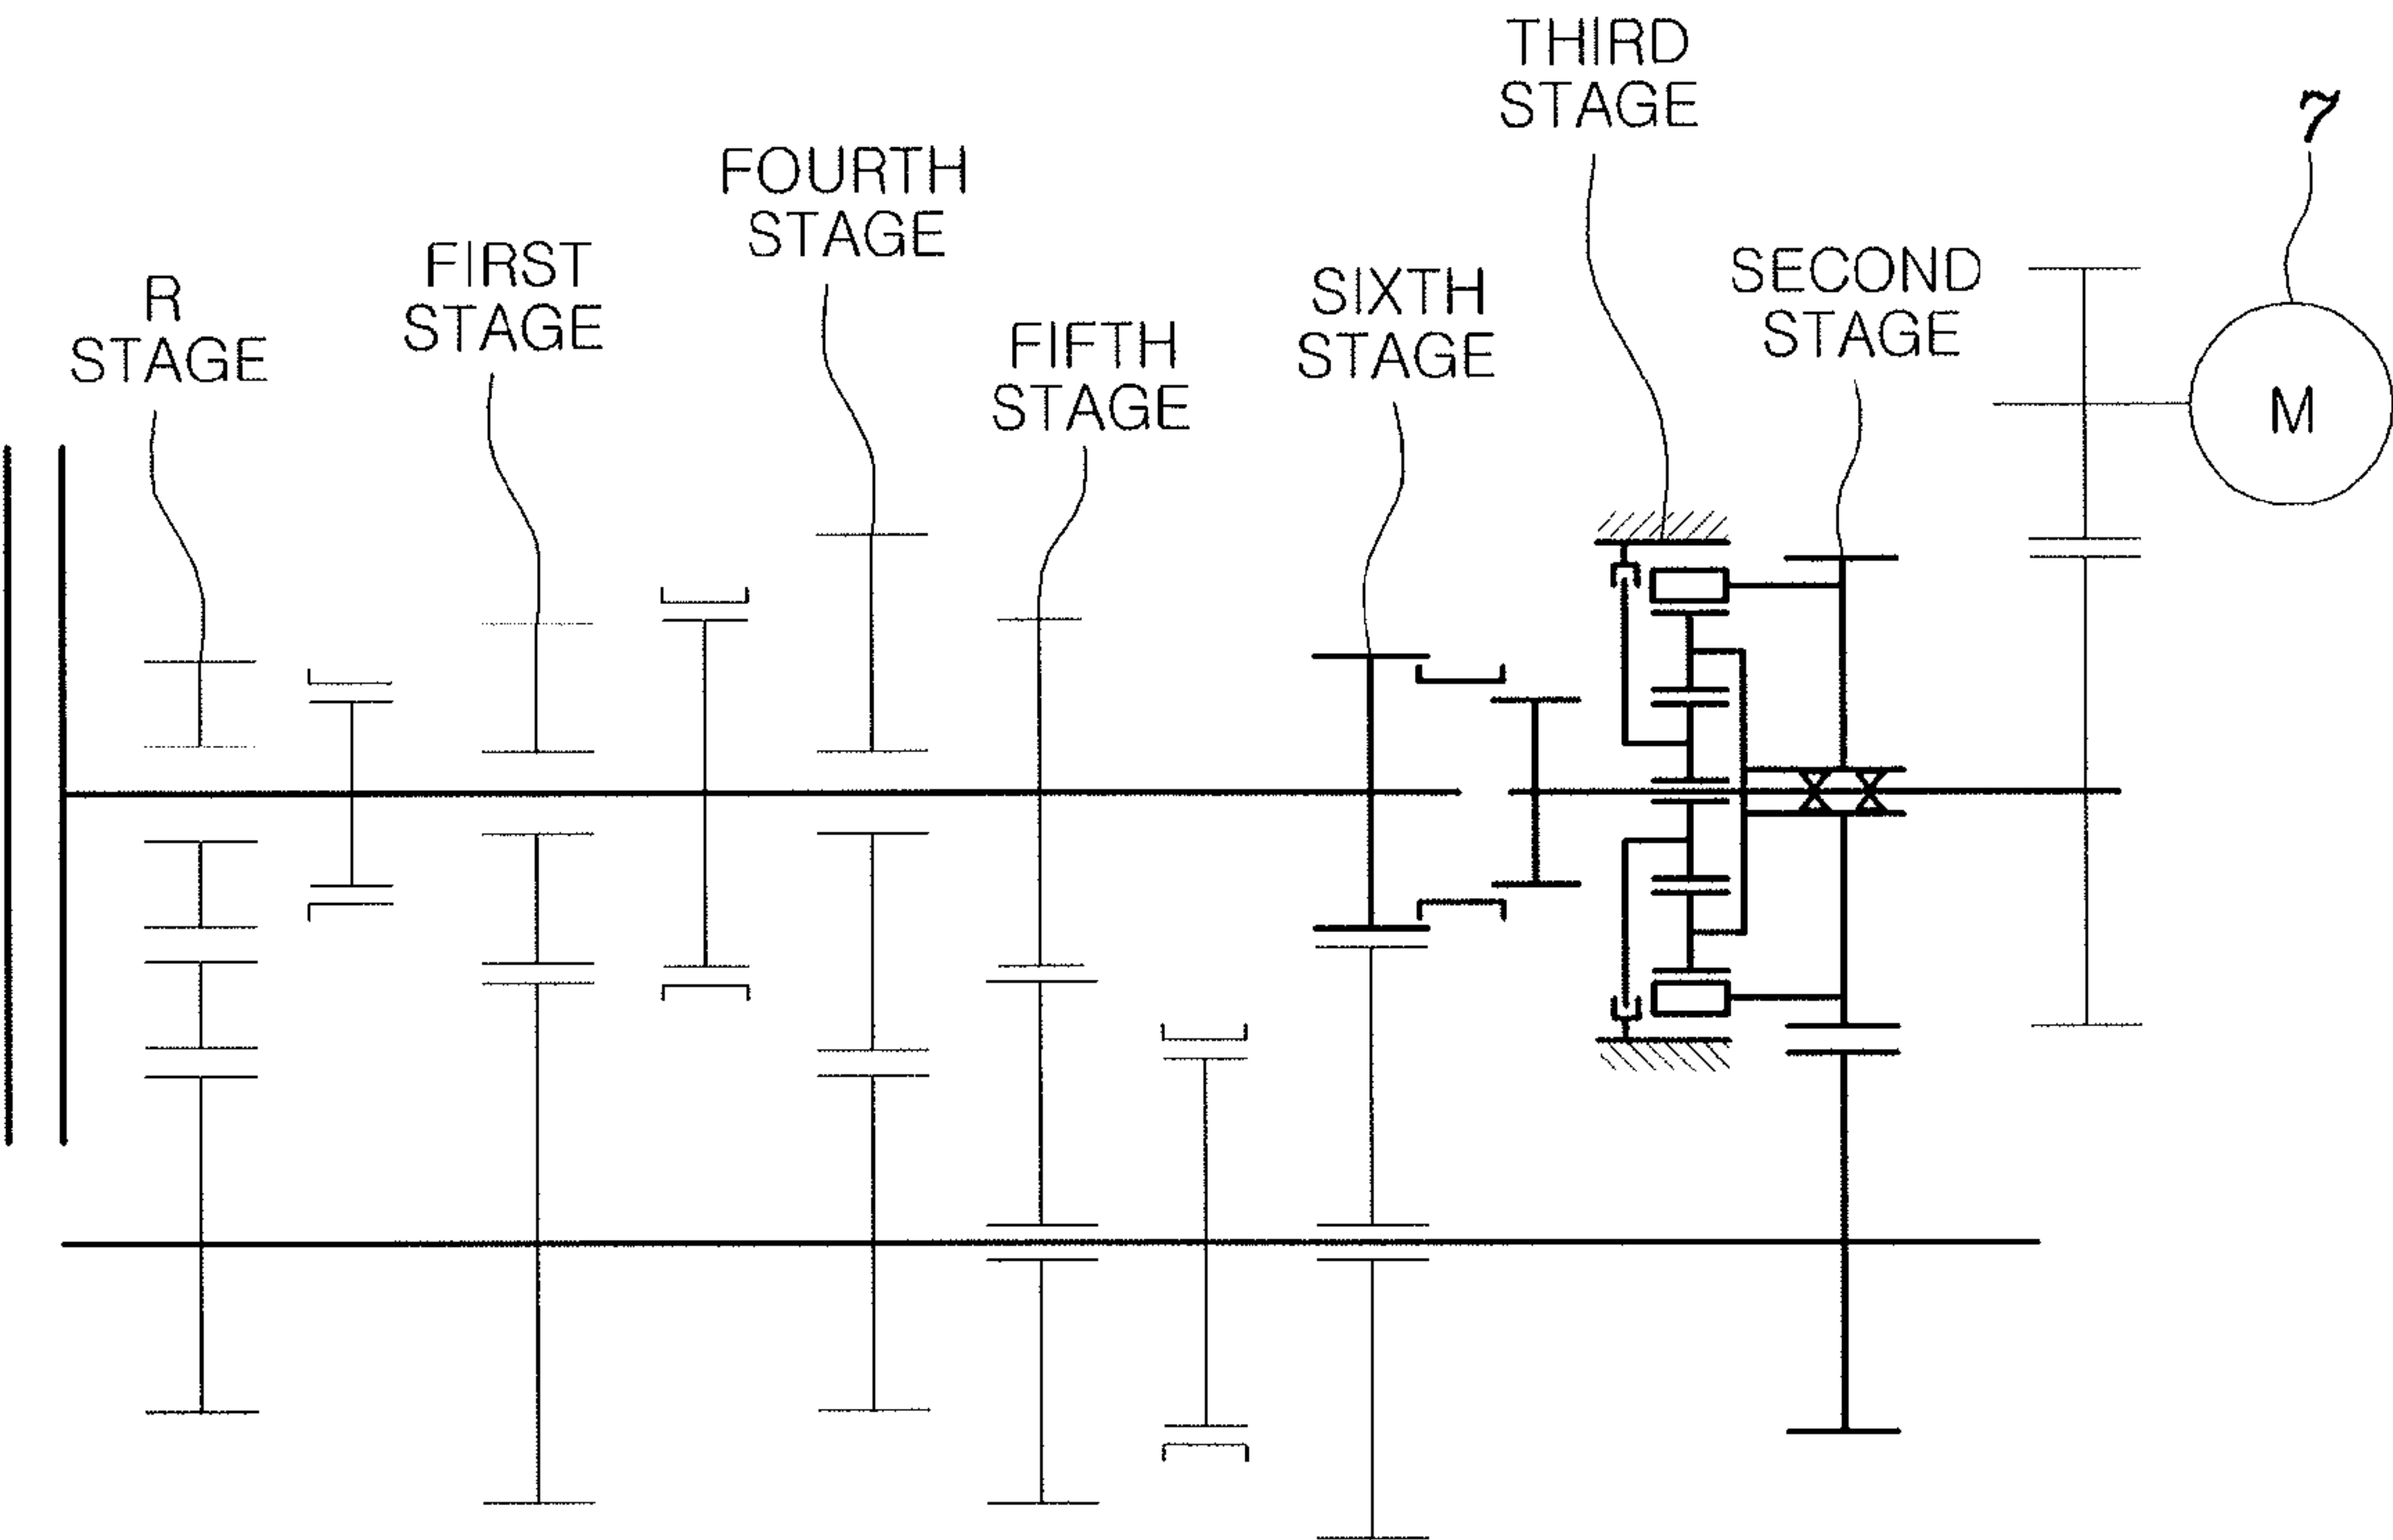 THIRD
STAGE
7
FOURTH
STAGE
FIRST
STAGE
SECOND
STAGE
SIXTH
STAGE
R
STAGE
FIFTH
STAGE
M